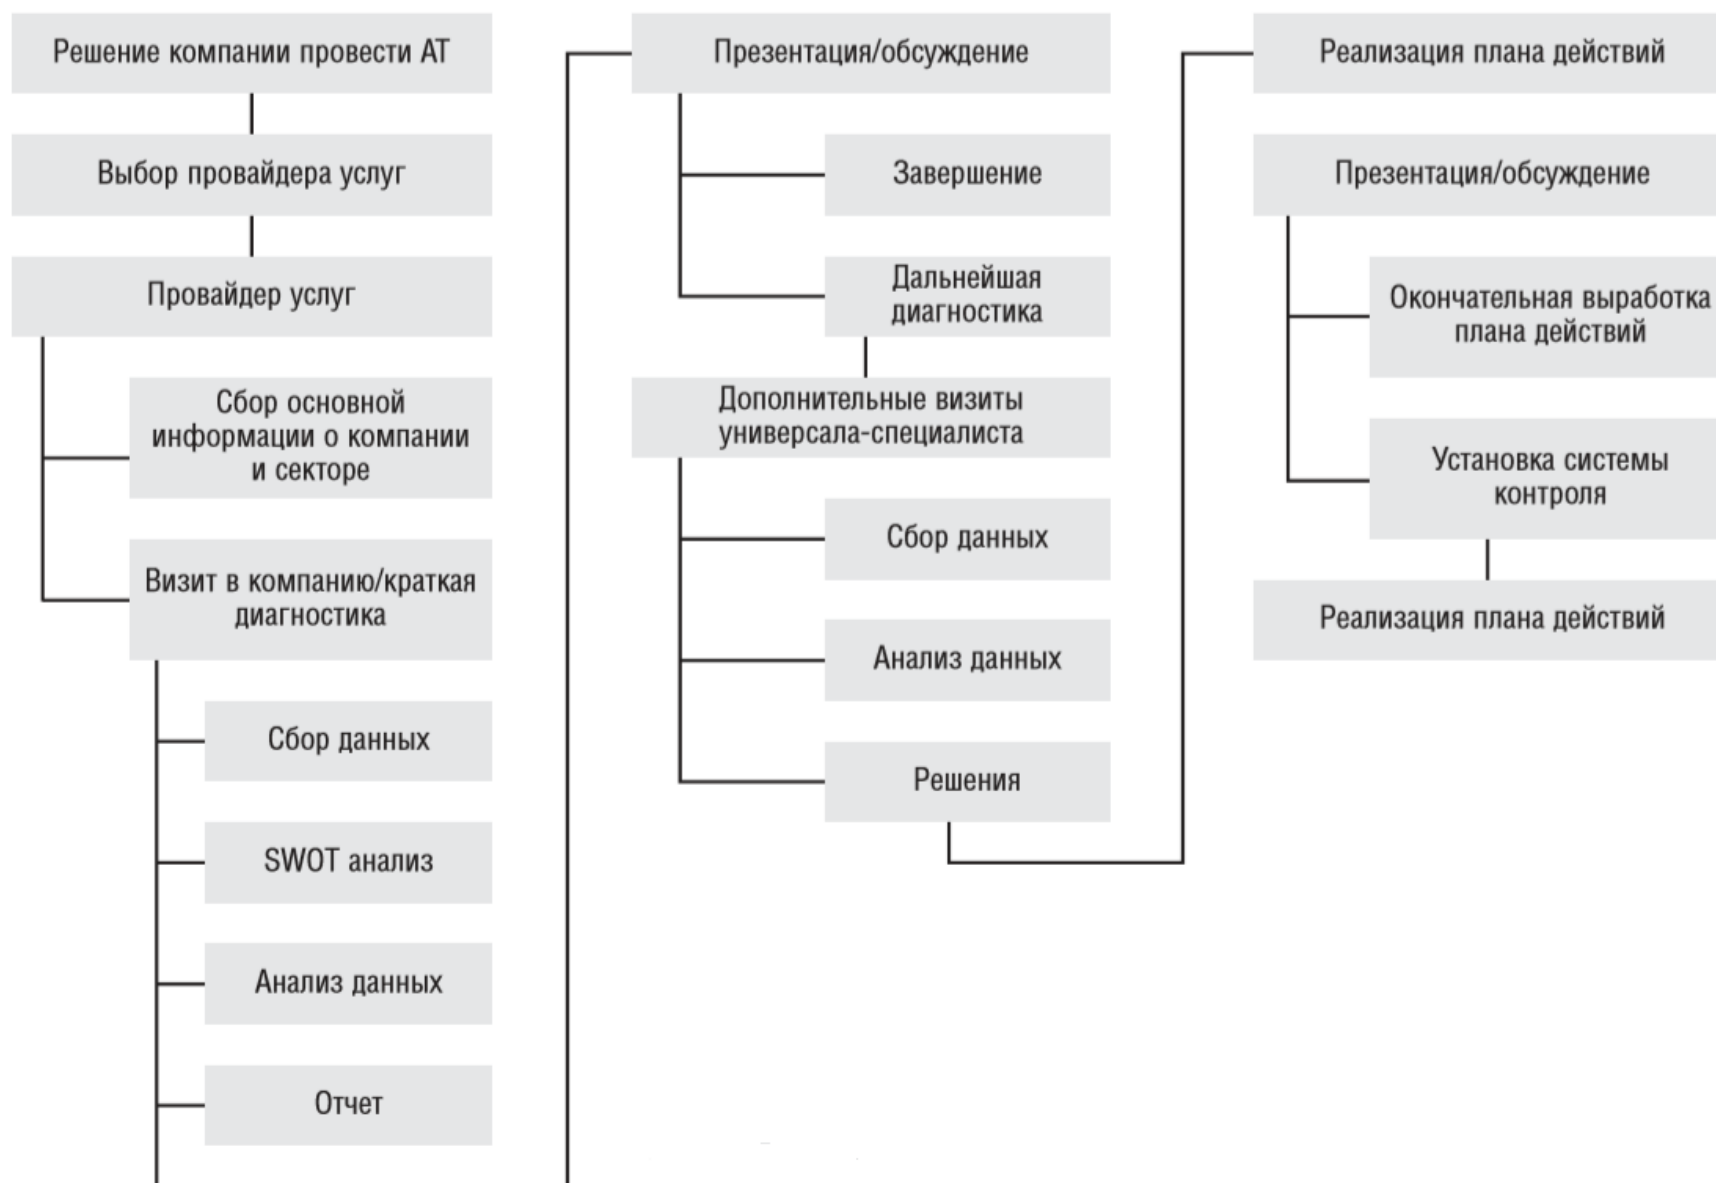 Решение компании провести АТ
Выбор провайдера услуг
Провайдер услуг
Сбор основной
информации о компании
и секторе
Визит в компанию/краткая
диагностика
Сбор данных
SWOT анализ
Анализ данных
Отчет
Презентация/обсуждение
Завершение
Дальнейшая
диагностика
Дополнительные визиты
универсала-специалиста
Сбор данных
Анализ данных
Решения
Реализация плана действий
Презентация/обсуждение
Окончательная выработка
плана действий
Установка системы
контроля
Реализация плана действий